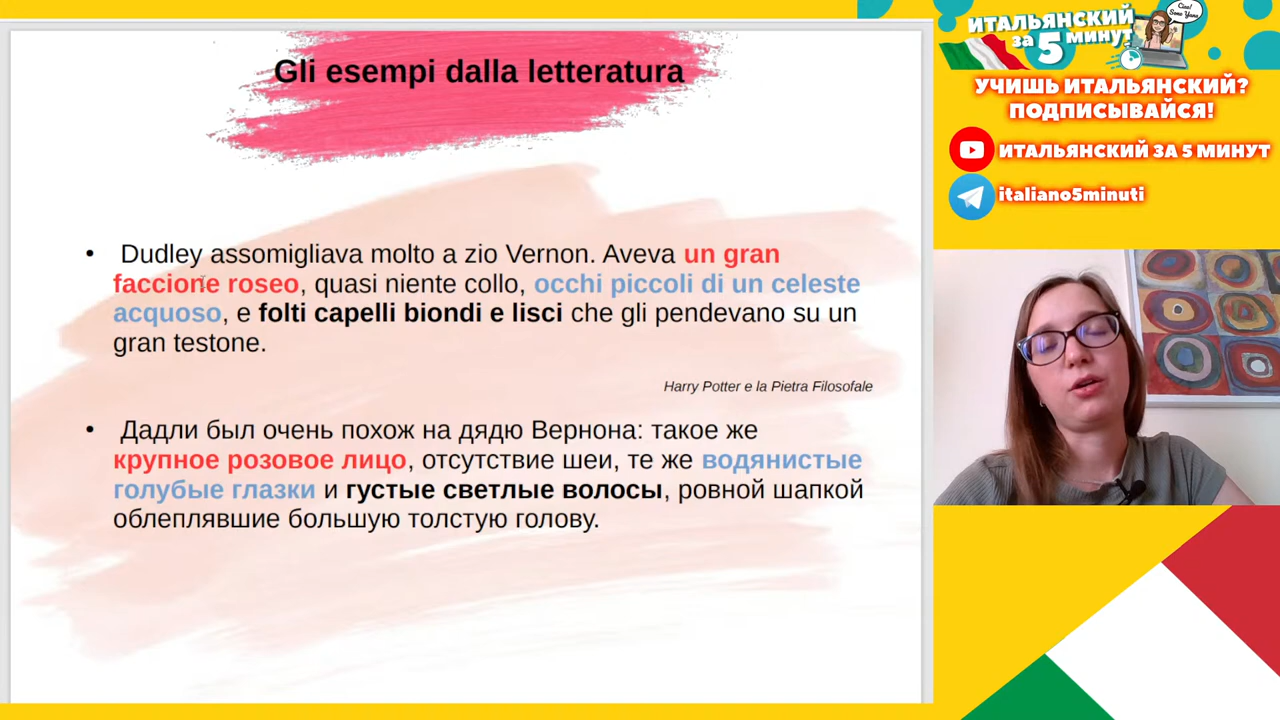 Gli esempi dalla letteratura
• Dudley assomigliava molto a zio Vernon. Aveva un gran
faccione roseo, quasi niente collo, occhi piccoli di un celeste
acquoso, e folti capelli biondi e lisci che gli pendevano su un
gran testone.
Harry Potter e la Pietra Filosofale
• Дадли был очень похож на дядю Вернона: такое же
крупное розовое лицо, отсутствие шеи, те же водянистые
голубые глазки и густые светлые волосы, ровной шапкой
облеплявшие большую толстую голову.
ИТАЛЬЯНСКИЙ
за 5 минут
Ciao!
Sono Yana
УЧИШЬ ИТАЛЬЯНСКИЙ?
ПОДПИСЫВАЙСЯ!
ИТАЛЬЯНСКИЙ ЗА 5 МИНУТ
italiano5minuti